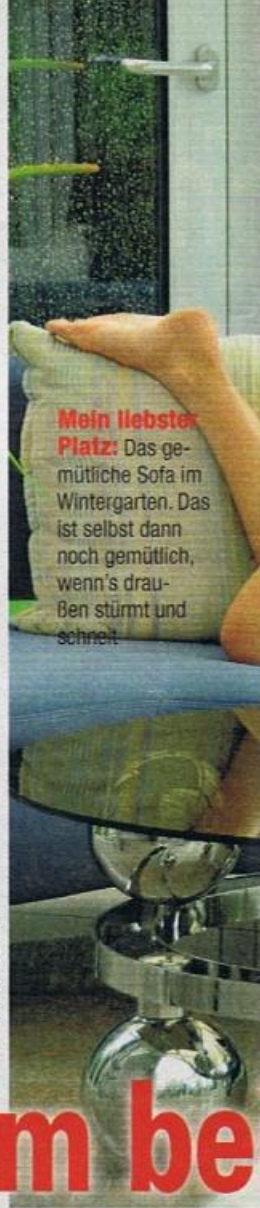 Mein liebster
Platz: Das ge-
mütliche Sofa im
Wintergarten. Das
ist selbst dann
noch gemütlich,
wenn's drau-
ßen stürmt und
schneit
m be